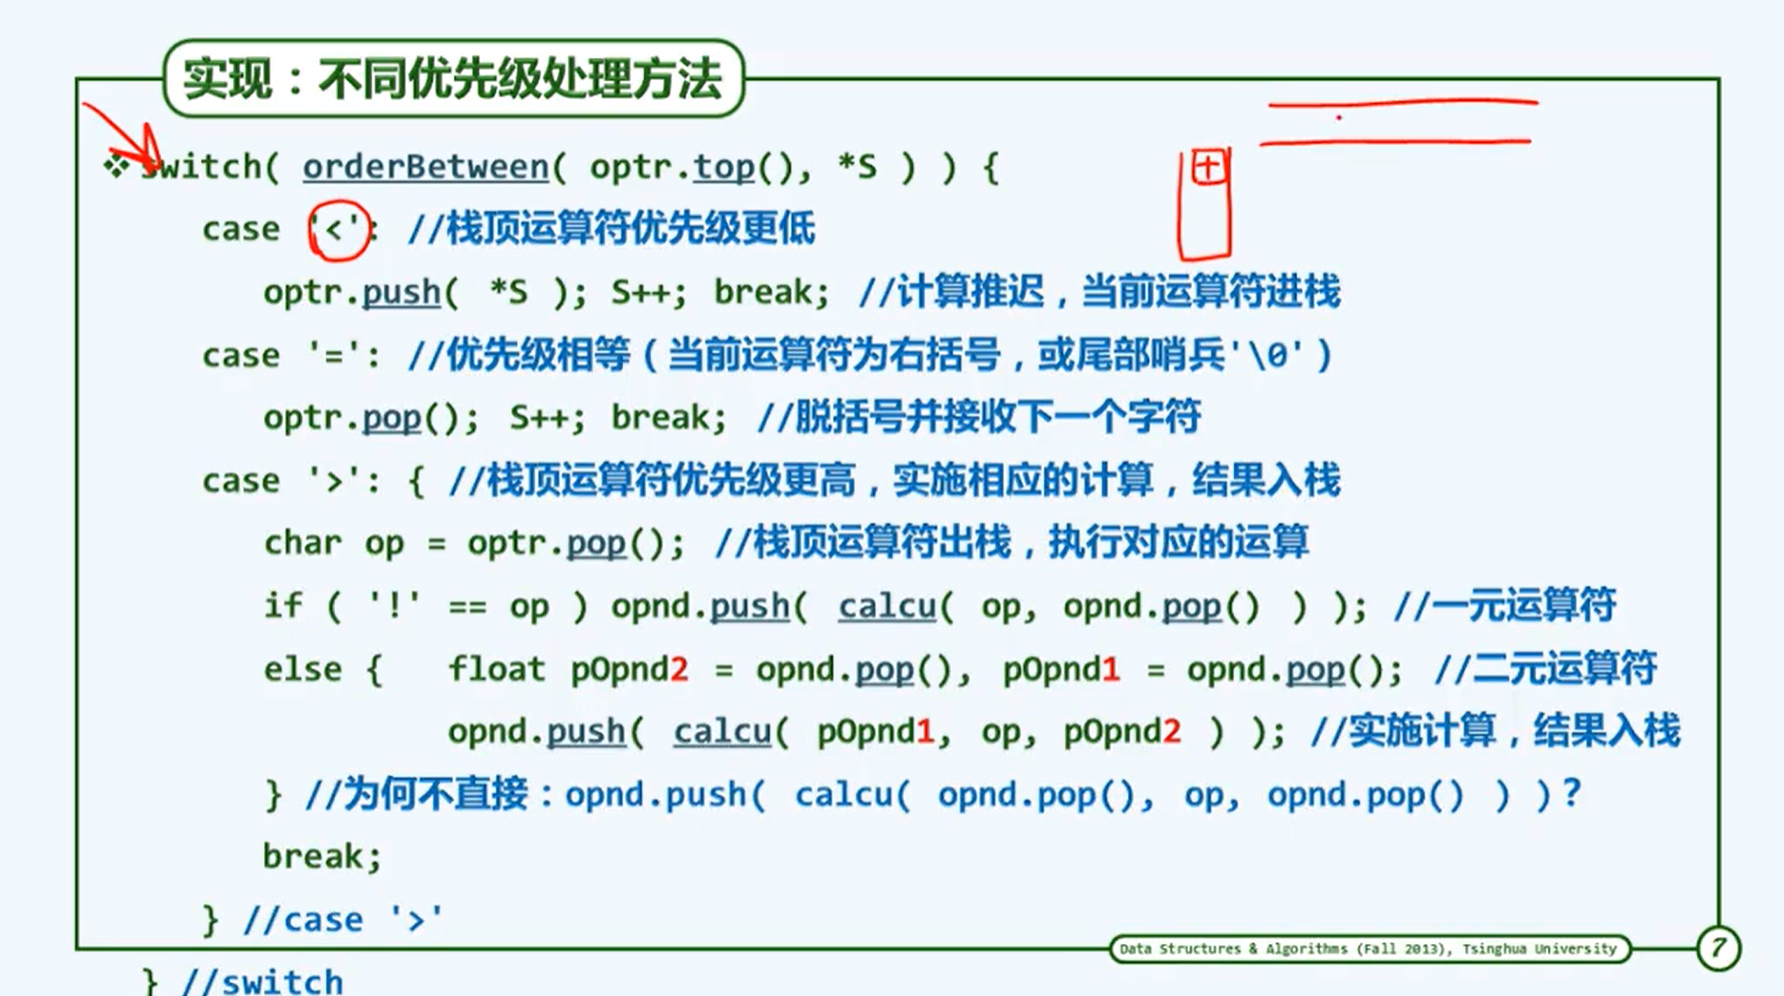 实现：不同优先级处理方法
❖ switch( orderBetween( optr.top(), *S ) ) {
case '<': //栈顶运算符优先级更低
optr.push( *S ); S++; break; //计算推迟，当前运算符进栈
case '=': //优先级相等（当前运算符为右括号，或尾部哨兵'\0'）
optr.pop(); S++; break; //脱括号并接收下一个字符
case '>': { //栈顶运算符优先级更高，实施相应的计算，结果入栈
char op = optr.pop(); //栈顶运算符出栈，执行对应的运算
if ( '!' == op ) opnd.push( calcu( op, opnd.pop() ) ); //一元运算符
else { float pOpnd2 = opnd.pop(), pOpnd1 = opnd.pop(); //二元运算符
opnd.push( calcu( pOpnd1, op, pOpnd2 ) ); //实施计算，结果入栈
} //为何不直接：opnd.push( calcu( opnd.pop(), op, opnd.pop() ) )？
break;
} //case '>'
} //switch
+
Data Structures & Algorithms (Fall 2013), Tsinghua University
7